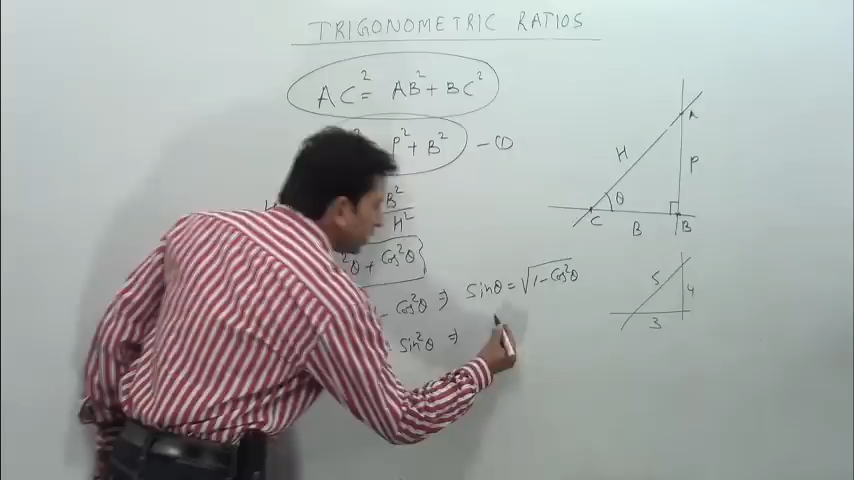 TRIGONOMETRIC RATIOS
AC² = AB² + BC²
P² + B² — ①
B²/H²
²θ + Cos²θ
- Cos²θ ⇒ Sinθ = √1-Cos²θ
Sin²θ ⇒
A
H
P
θ
C
B
B
5
4
3